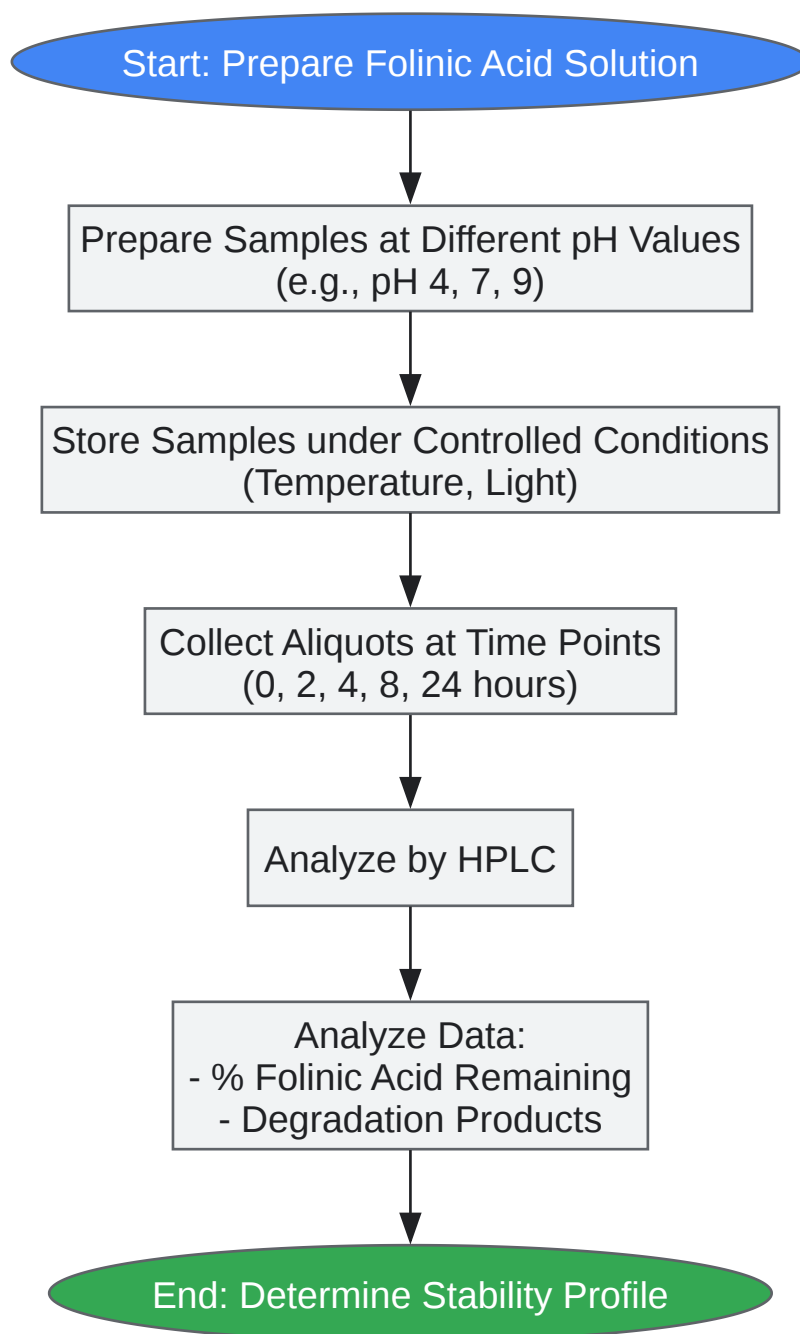 Start: Prepare Folinic Acid Solution
Prepare Samples at Different pH Values
(e.g., pH 4, 7, 9)
Store Samples under Controlled Conditions
(Temperature, Light)
Collect Aliquots at Time Points
(0, 2, 4, 8, 24 hours)
Analyze by HPLC
Analyze Data:
- % Folinic Acid Remaining
- Degradation Products
End: Determine Stability Profile